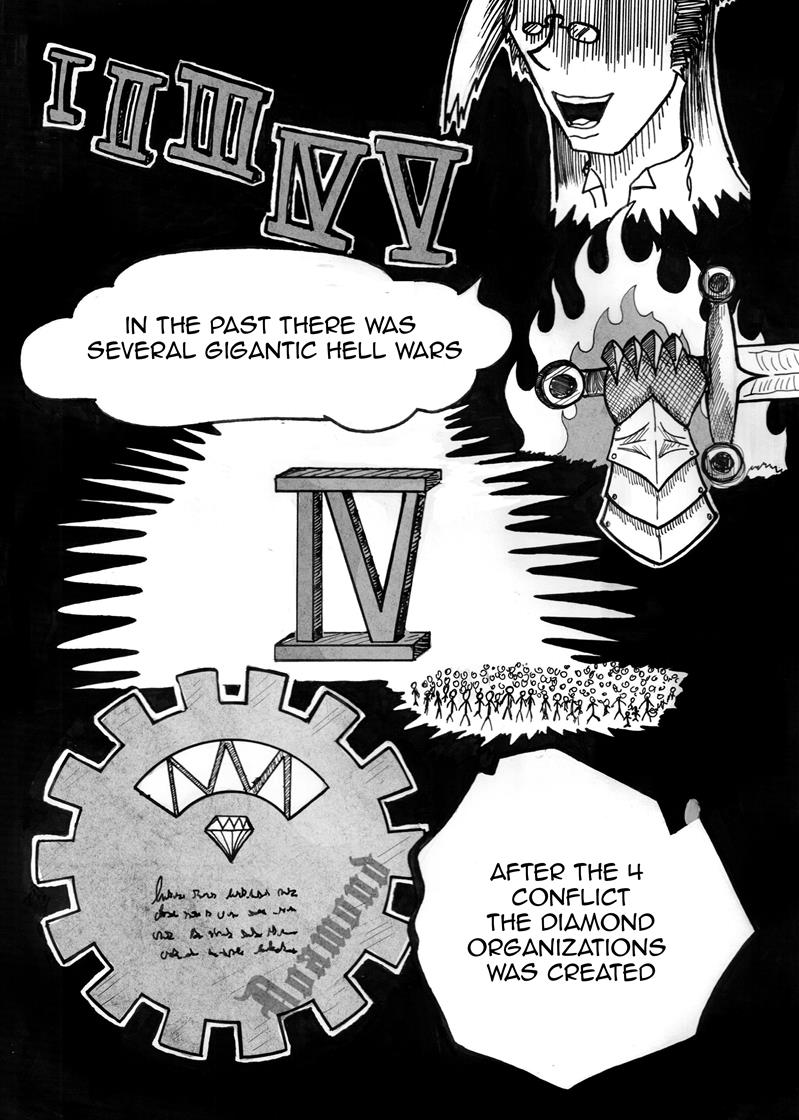 I II III IV V
IN THE PAST THERE WAS
SEVERAL GIGANTIC HELL WARS
IV
AFTER THE 4
CONFLICT
THE DIAMOND
ORGANIZATIONS
WAS CREATED